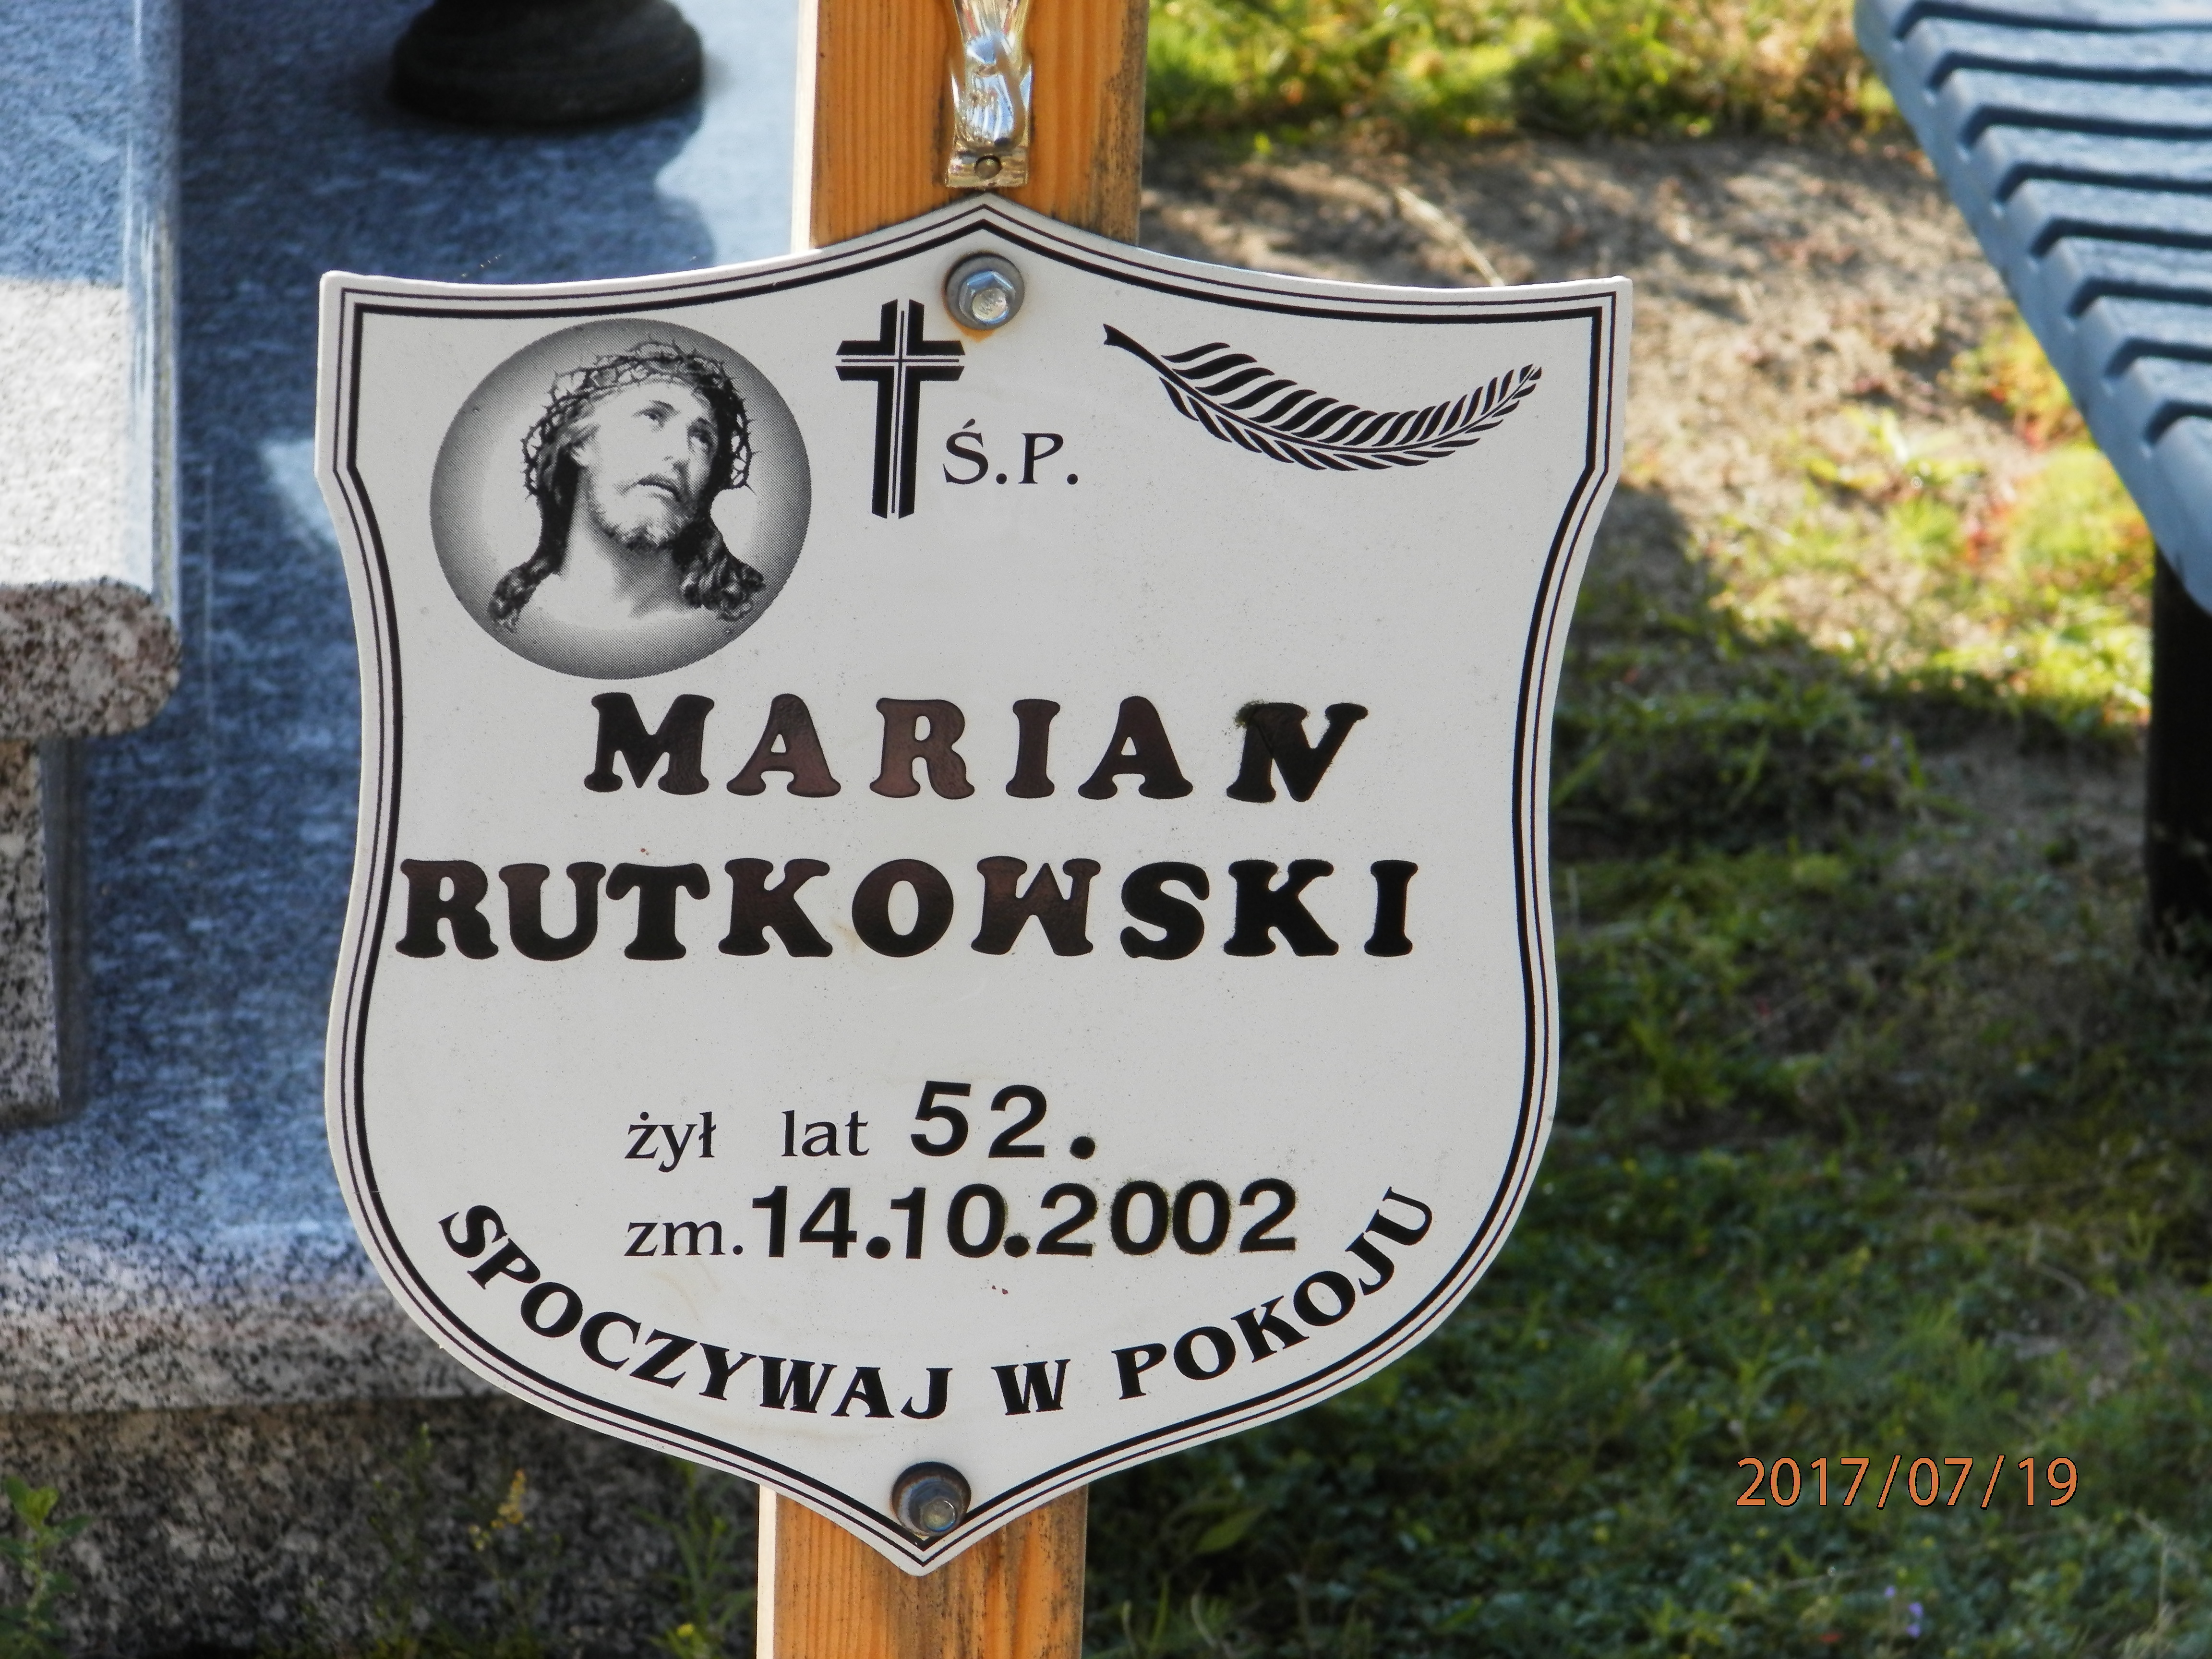 Ś.P.
MARIAN
RUTKOWSKI
żył lat 52.
zm. 14.10.2002
SPOCZYWAJ W POKOJU
2017/07/19